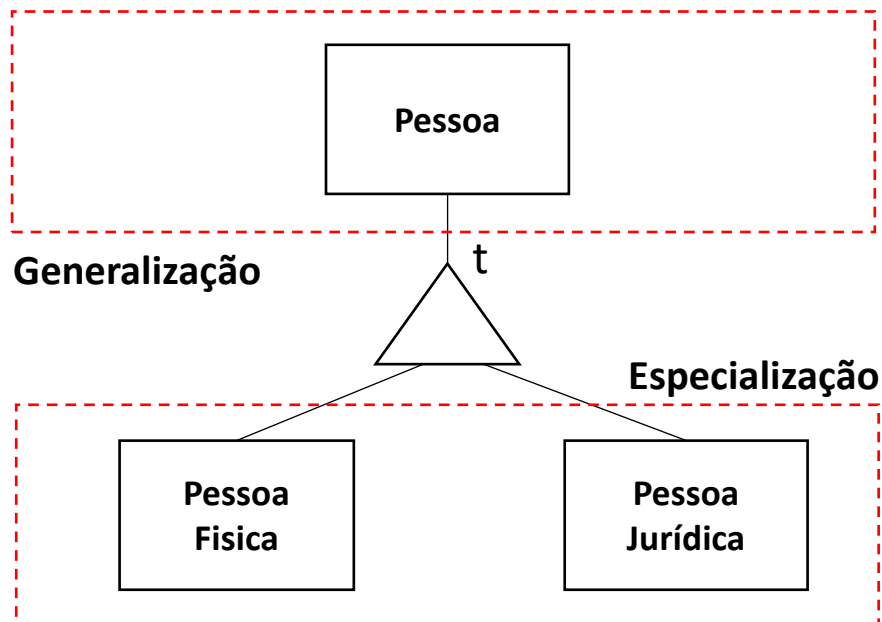 Pessoa
t
Generalização
Especialização
Pessoa
Fisica
Pessoa
Jurídica